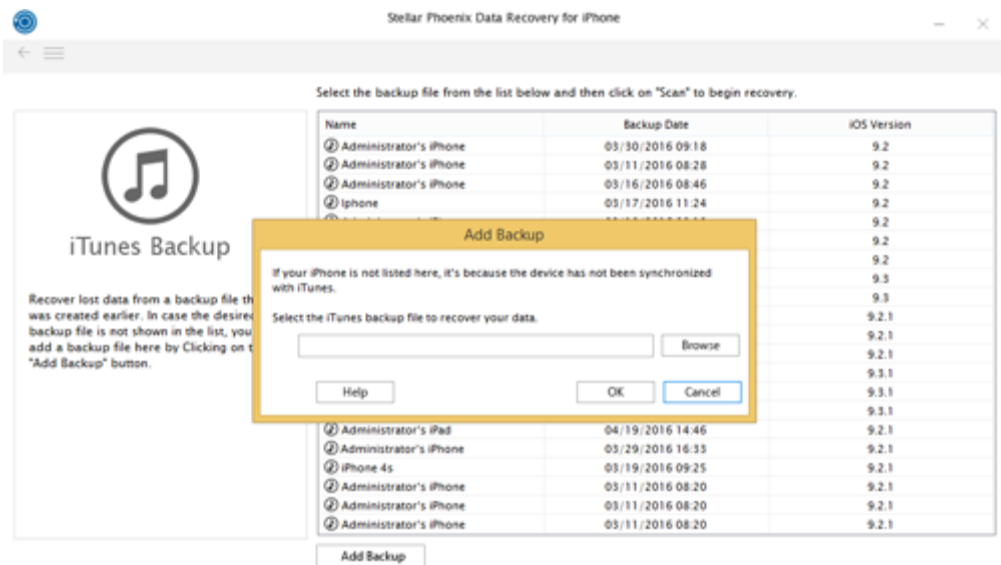 Stellar Phoenix Data Recovery for iPhone
Select the backup file from the list below and then click on "Scan" to begin recovery.
iTunes Backup
Recover lost data from a backup file th
was created earlier. In case the desired
backup file is not shown in the list, you
add a backup file here by Clicking on t
"Add Backup" button.
Name Backup Date iOS Version
Administrator's iPhone 03/30/2016 09:18 9.2
Administrator's iPhone 03/11/2016 08:28 9.2
Administrator's iPhone 03/16/2016 08:46 9.2
Iphone 03/17/2016 11:24 9.2
9.2
9.2
9.2
9.3
9.3
9.2.1
9.2.1
9.2.1
9.3.1
9.3.1
9.3.1
Add Backup
If your iPhone is not listed here, it's because the device has not been synchronized
with iTunes.
Select the iTunes backup file to recover your data.
Browse
Help OK Cancel
Administrator's iPad 04/19/2016 14:46 9.2.1
Administrator's iPhone 03/29/2016 16:33 9.2.1
iPhone 4s 03/19/2016 09:25 9.2.1
Administrator's iPhone 03/11/2016 08:20 9.2.1
Administrator's iPhone 03/11/2016 08:20 9.2.1
Administrator's iPhone 03/11/2016 08:20 9.2.1
Add Backup